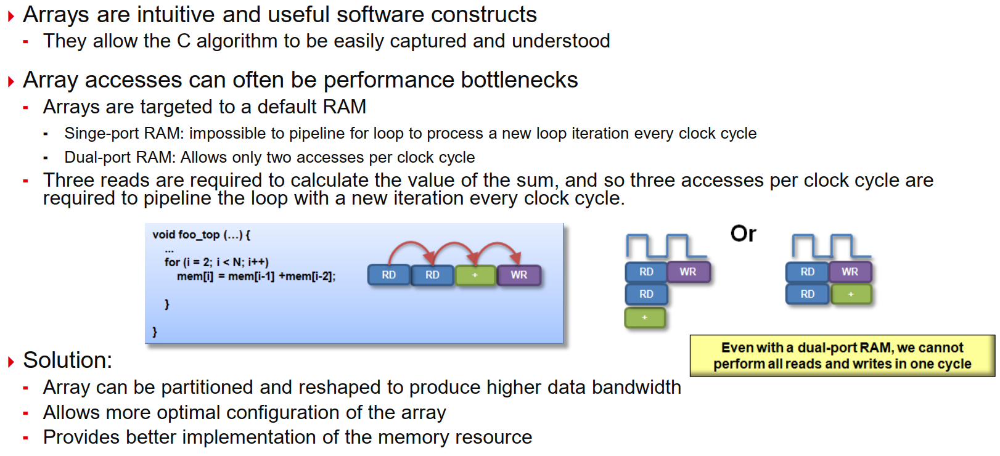 Arrays are intuitive and useful software constructs
- They allow the C algorithm to be easily captured and understood
Array accesses can often be performance bottlenecks
- Arrays are targeted to a default RAM
- Singe-port RAM: impossible to pipeline for loop to process a new loop iteration every clock cycle
- Dual-port RAM: Allows only two accesses per clock cycle
- Three reads are required to calculate the value of the sum, and so three accesses per clock cycle are
required to pipeline the loop with a new iteration every clock cycle.
void foo_top (...) {
...
for (i = 2; i < N; i++)
mem[i] = mem[i-1] +mem[i-2];
}
}
RD RD + WR
RD WR
RD
+
Or
RD WR
RD +
Even with a dual-port RAM, we cannot
perform all reads and writes in one cycle
Solution:
- Array can be partitioned and reshaped to produce higher data bandwidth
- Allows more optimal configuration of the array
- Provides better implementation of the memory resource